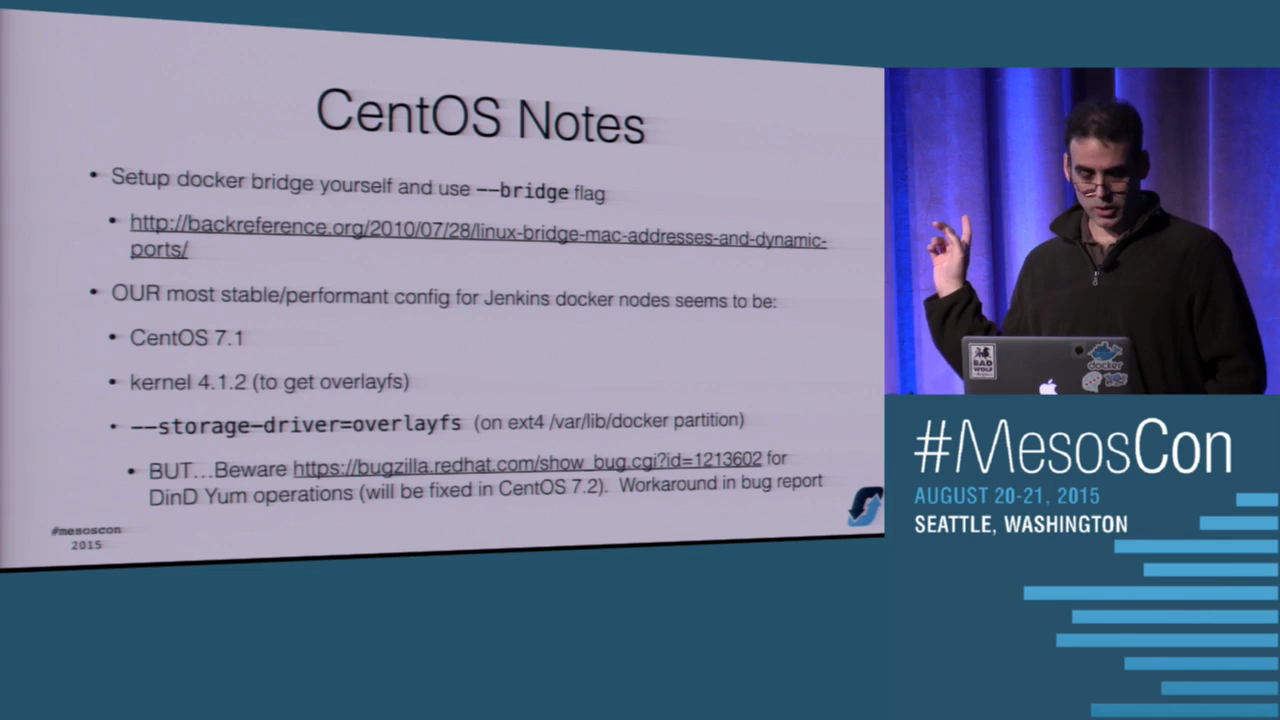 CentOS Notes
• Setup docker bridge yourself and use --bridge flag
• http://backreference.org/2010/07/28/linux-bridge-mac-addresses-and-dynamic-
ports/
• OUR most stable/performant config for Jenkins docker nodes seems to be:
• CentOS 7.1
• kernel 4.1.2 (to get overlayfs)
• --storage-driver=overlayfs (on ext4 /var/lib/docker partition)
• BUT...Beware https://bugzilla.redhat.com/show_bug.cgi?id=1213602 for
DinD Yum operations (will be fixed in CentOS 7.2). Workaround in bug report
#mesoscon
2015
BAD
WOLF
docker
#MesosCon
AUGUST 20-21, 2015
SEATTLE, WASHINGTON